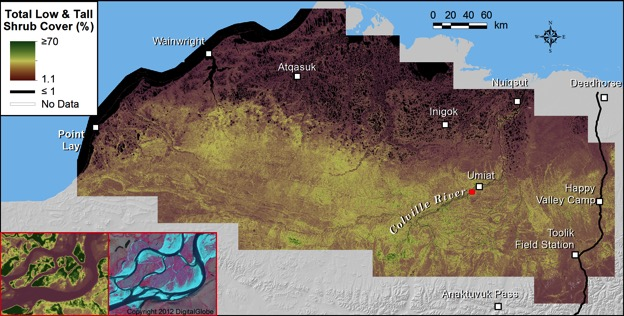 Total Low & Tall
Shrub Cover (%)
≥70
1.1
≤ 1
No Data
0 20 40 60
km
N
Wainwright
Atqasuk
Nuiqsut
Deadhorse
Inigok
Point
Lay
Umiat
Colville River
Happy
Valley Camp
Toolik
Field Station
Anaktuvuk Pass
Copyright 2012 DigitalGlobe